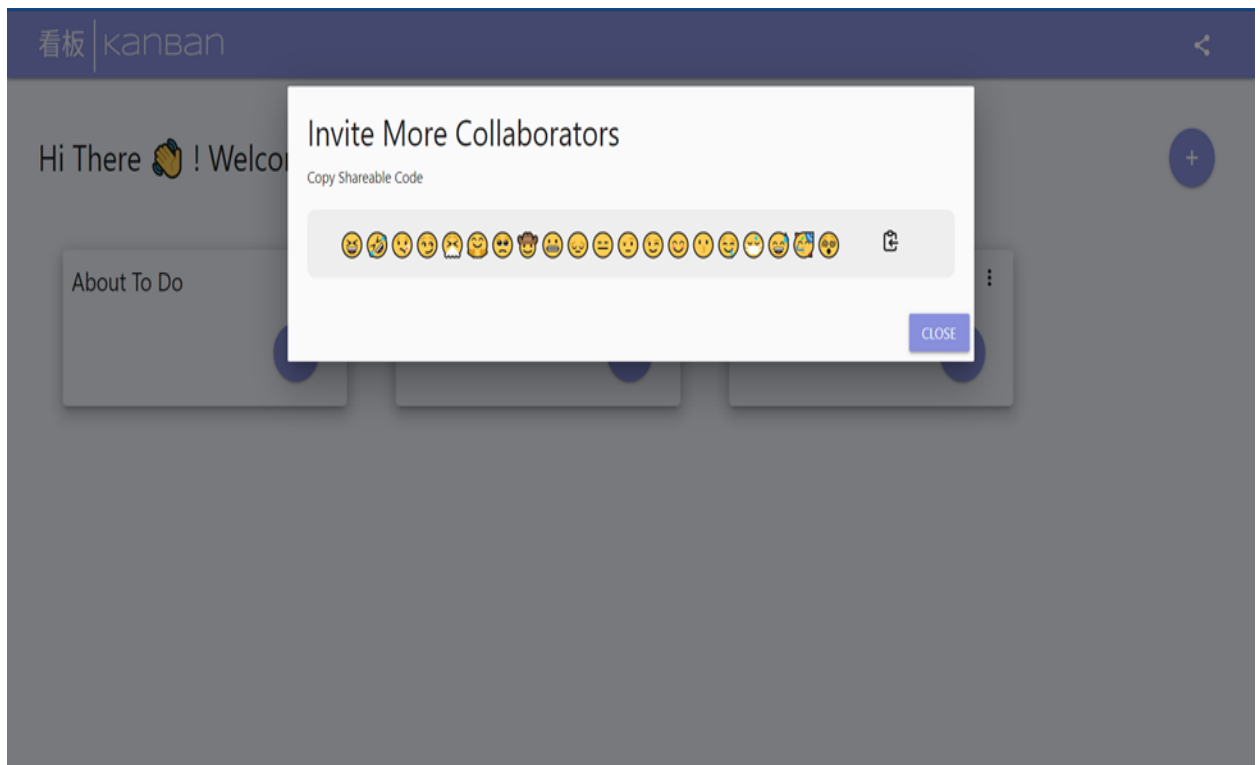 看板 | Kanban
Hi There 👋 ! Welco
Invite More Collaborators
Copy Shareable Code
😆🤣🤒😏😤🤗🥺🤠😬😞😑😟😉😊😗🤤😷😅🥳😵
About To Do
CLOSE